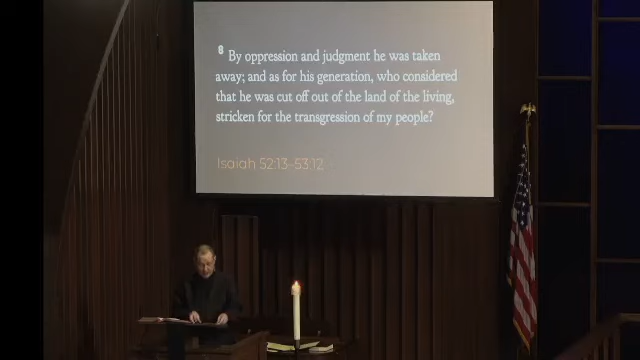 8 By oppression and judgment he was taken
away; and as for his generation, who considered
that he was cut off out of the land of the living,
stricken for the transgression of my people?
Isaiah 52:13-53:12